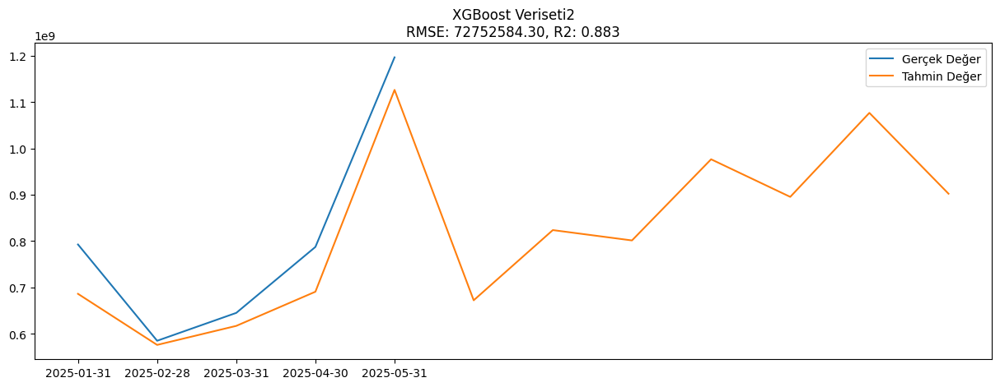 XGBoost Veriseti2
RMSE: 72752584.30, R2: 0.883
1e9
1.2
1.1
1.0
0.9
0.8
0.7
0.6
Gerçek Değer
Tahmin Değer
2025-01-31 2025-02-28 2025-03-31 2025-04-30 2025-05-31